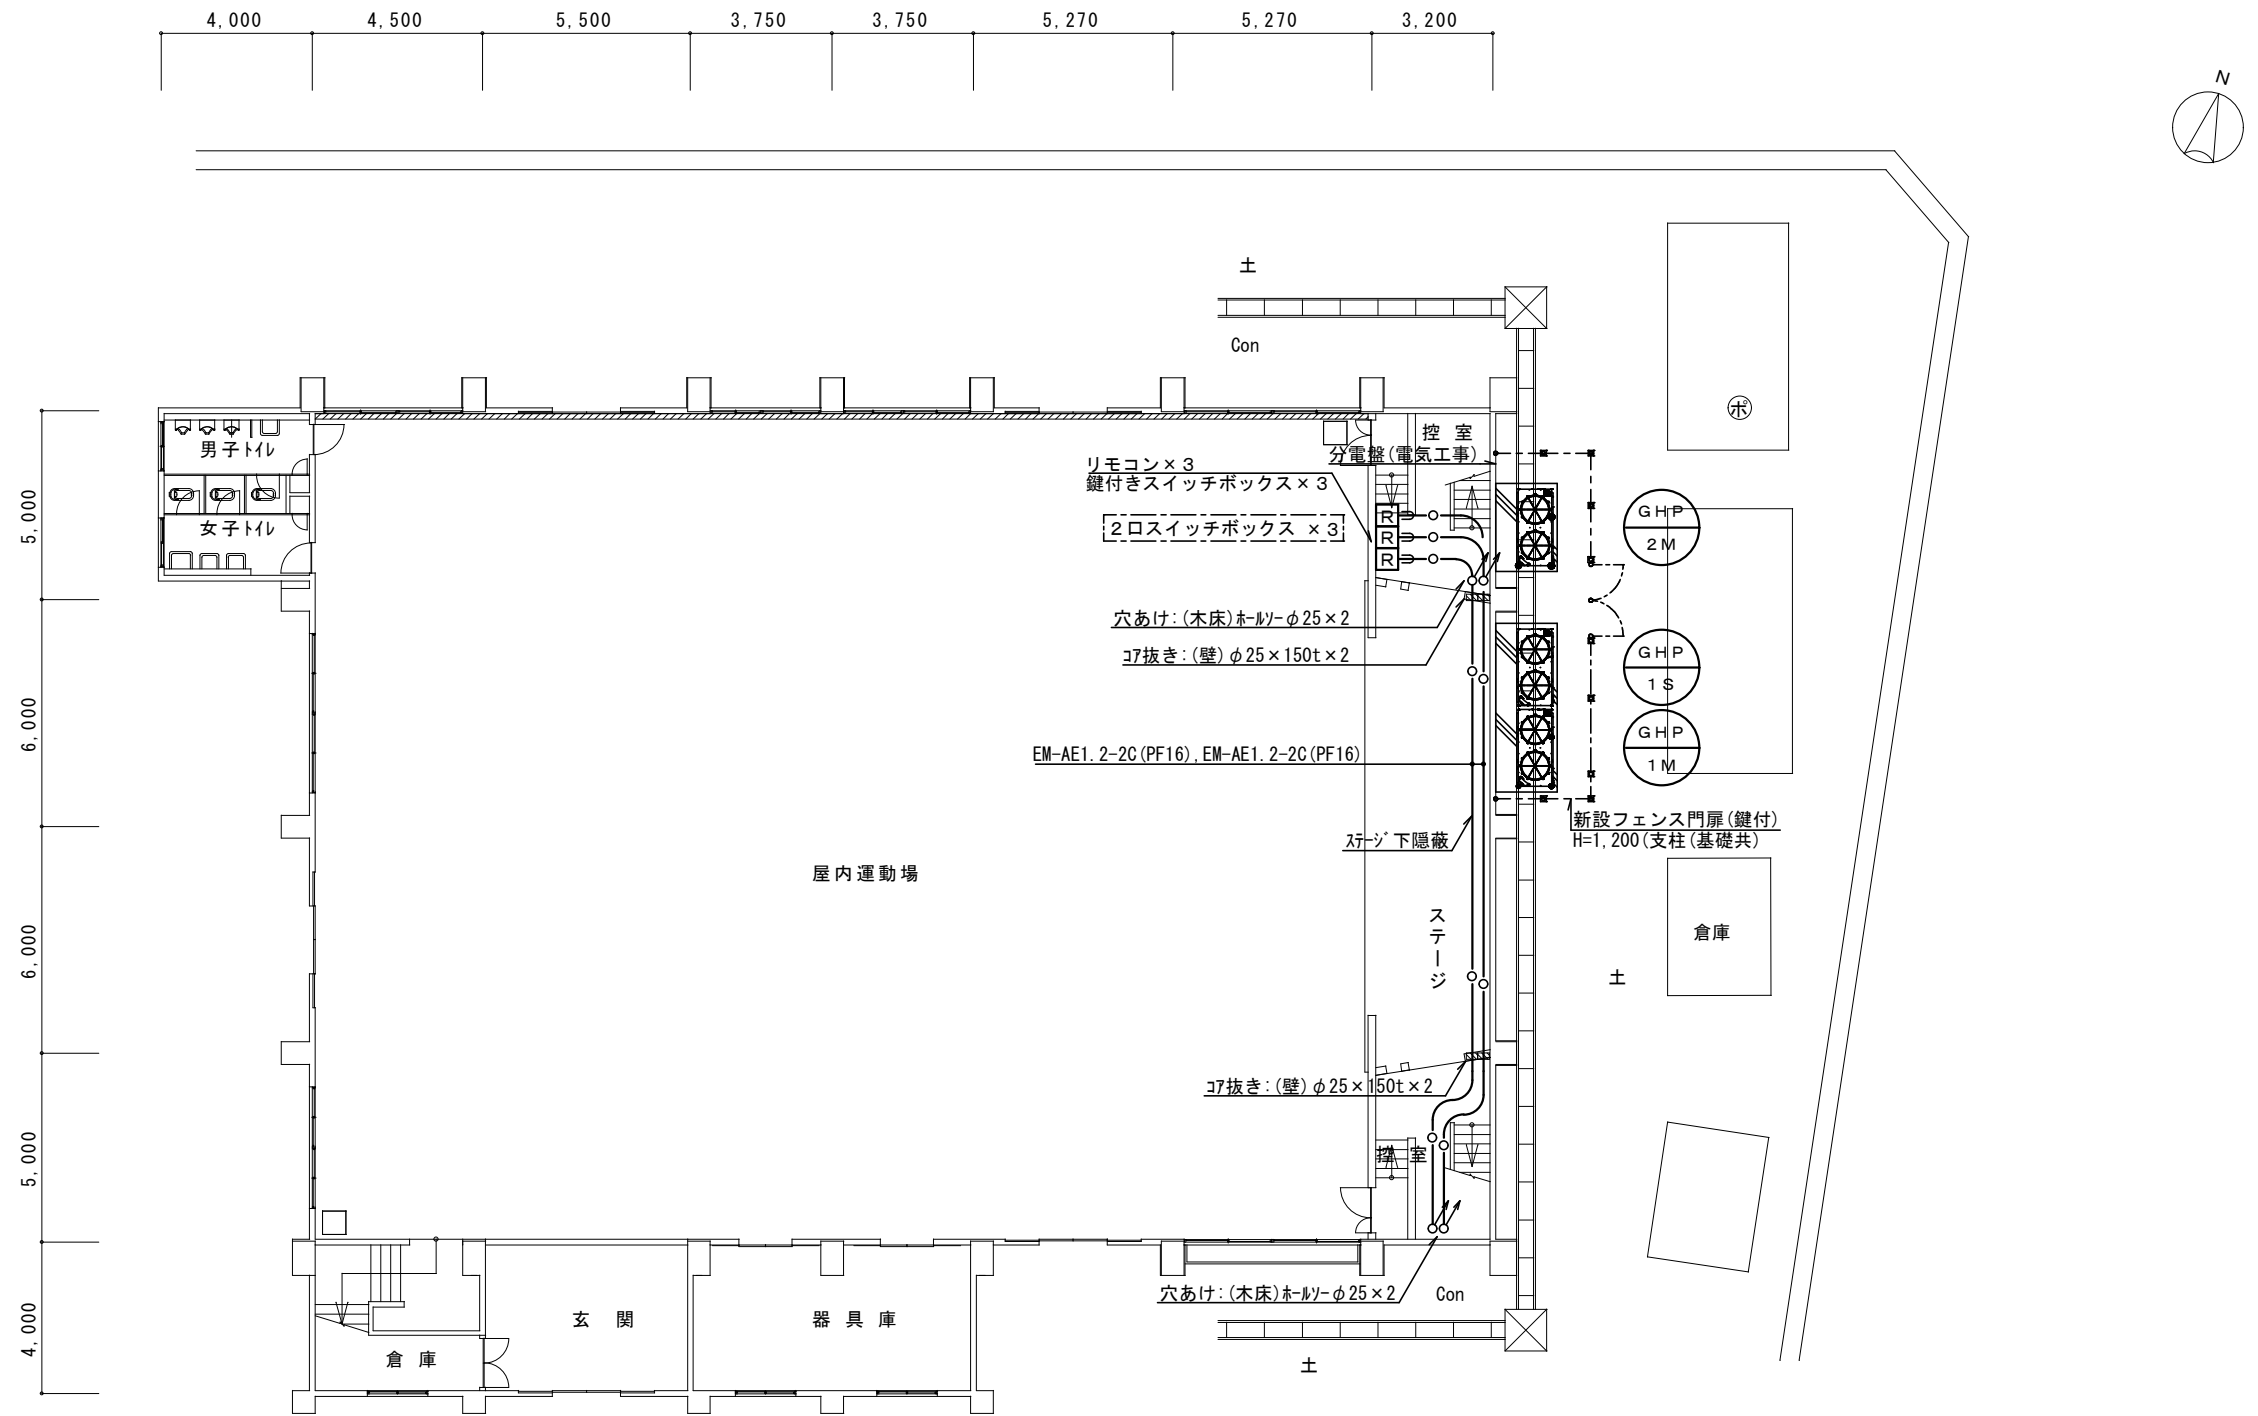 4,000
4,500
5,500
3,750
3,750
5,270
5,270
3,200
N
土
Con
ポ
男子ﾄｲﾚ
控 室
分電盤(電気工事)
リモコン×３
鍵付きスイッチボックス×３
２口スイッチボックス ×３
R
R
R
女子ﾄｲﾚ
5,000
GHP
2M
穴あけ:(木床)ﾎｰﾙｿｰφ25×2
ｺｱ抜き:(壁)φ25×150t×2
GHP
1S
6,000
GHP
1M
EM-AE1.2-2C(PF16),EM-AE1.2-2C(PF16)
新設フェンス門扉(鍵付)
H=1,200(支柱(基礎共)
ｽﾃｰｼﾞ下隠蔽
屋内運動場
ステージ
倉庫
6,000
土
ｺｱ抜き:(壁)φ25×150t×2
5,000
控 室
穴あけ:(木床)ﾎｰﾙｿｰφ25×2
Con
玄 関
器 具 庫
4,000
倉 庫
土